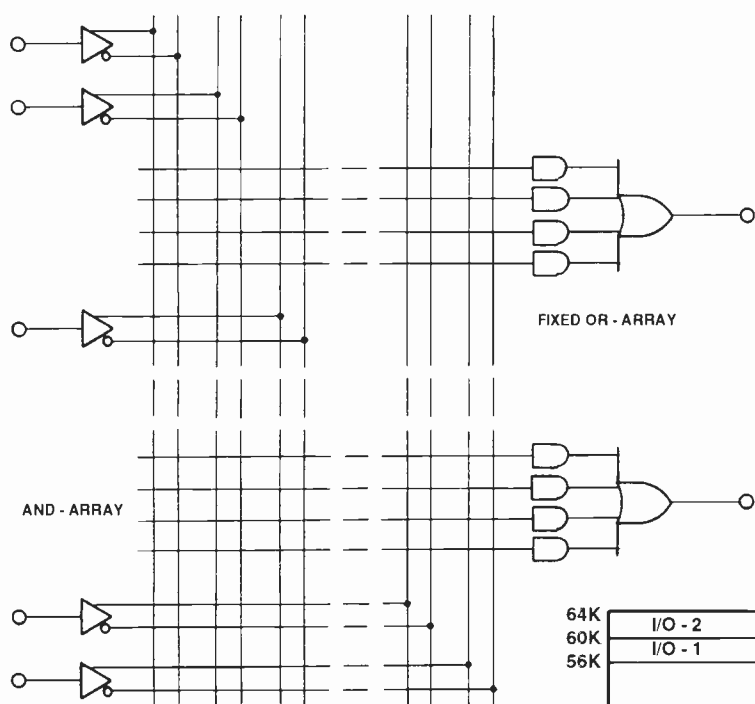 FIXED OR - ARRAY
AND - ARRAY
64K
I/O - 2
60K
I/O - 1
56K